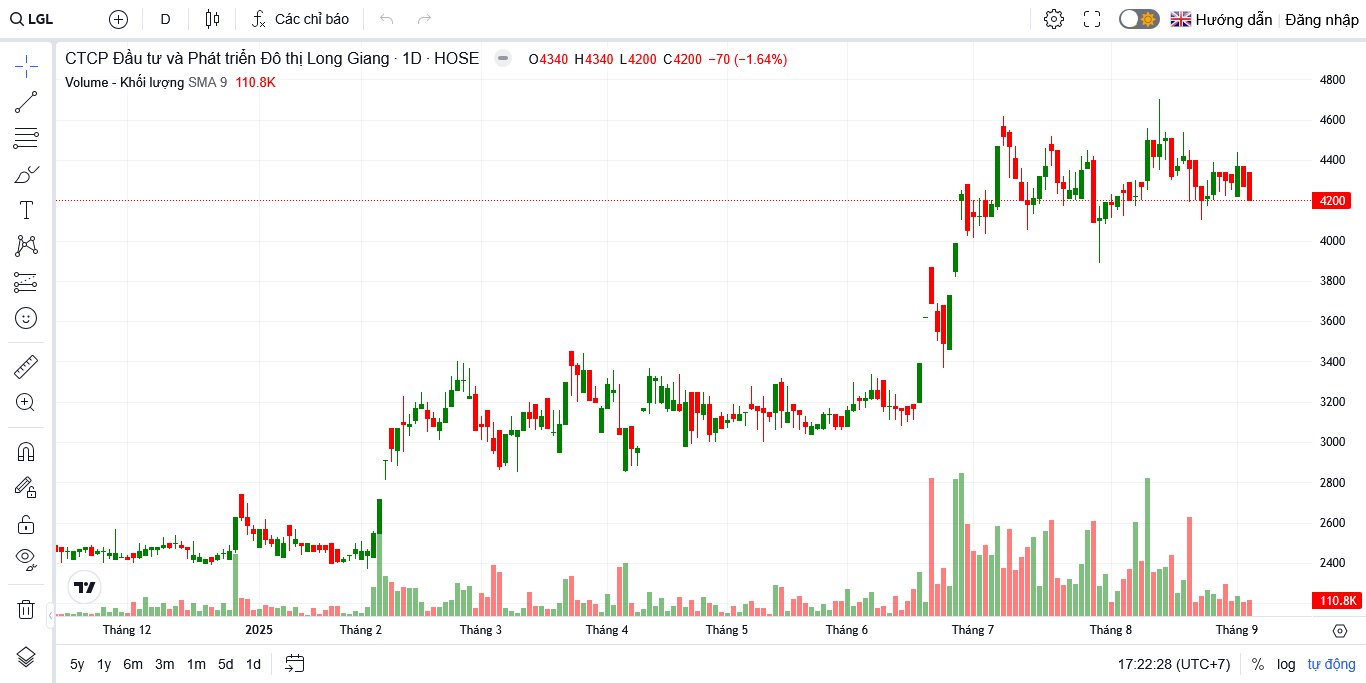 LGL D Các chỉ báo Hướng dẫn Đăng nhập
CTCP Đầu tư và Phát triển Đô thị Long Giang · 1D · HOSE O4340 H4340 L4200 C4200 −70 (−1.64%)
Volume - Khối lượng SMA 9 110.8K
4800
4600
4400
4200
4000
3800
3600
3400
3200
3000
2800
2600
2400
110.8K
Tháng 12 2025 Tháng 2 Tháng 3 Tháng 4 Tháng 5 Tháng 6 Tháng 7 Tháng 8 Tháng 9
5y 1y 6m 3m 1m 5d 1d 17:22:28 (UTC+7) % log tự động